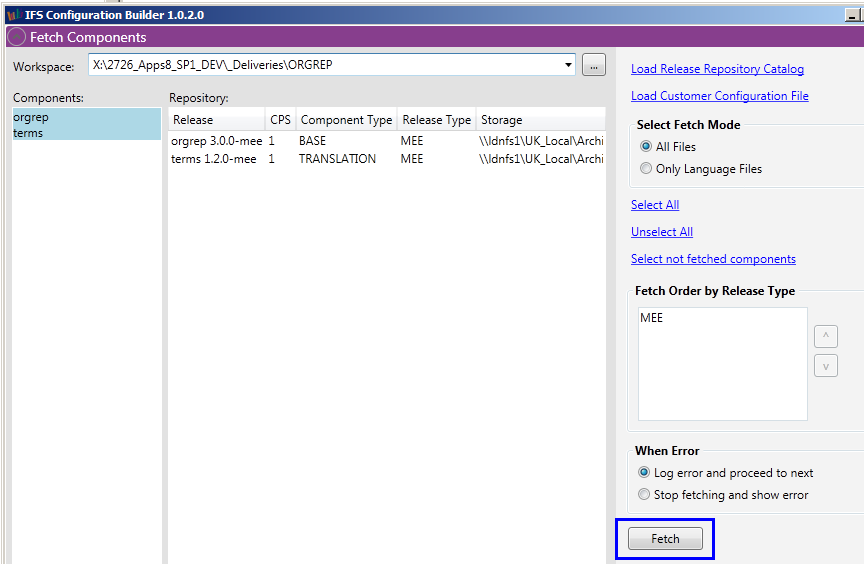 IFS Configuration Builder 1.0.2.0
Fetch Components
Workspace: X:\2726_Apps8_SP1_DEV\_Deliveries\ORGREP ...
Load Release Repository Catalog
Load Customer Configuration File
Components: Repository:
orgrep
terms
Release CPS Component Type Release Type Storage
orgrep 3.0.0-mee 1 BASE MEE \\ldnfs1\UK_Local\Archi
terms 1.2.0-mee 1 TRANSLATION MEE \\ldnfs1\UK_Local\Archi
Select Fetch Mode
All Files
Only Language Files
Select All
Unselect All
Select not fetched components
Fetch Order by Release Type
MEE
^
v
When Error
Log error and proceed to next
Stop fetching and show error
Fetch